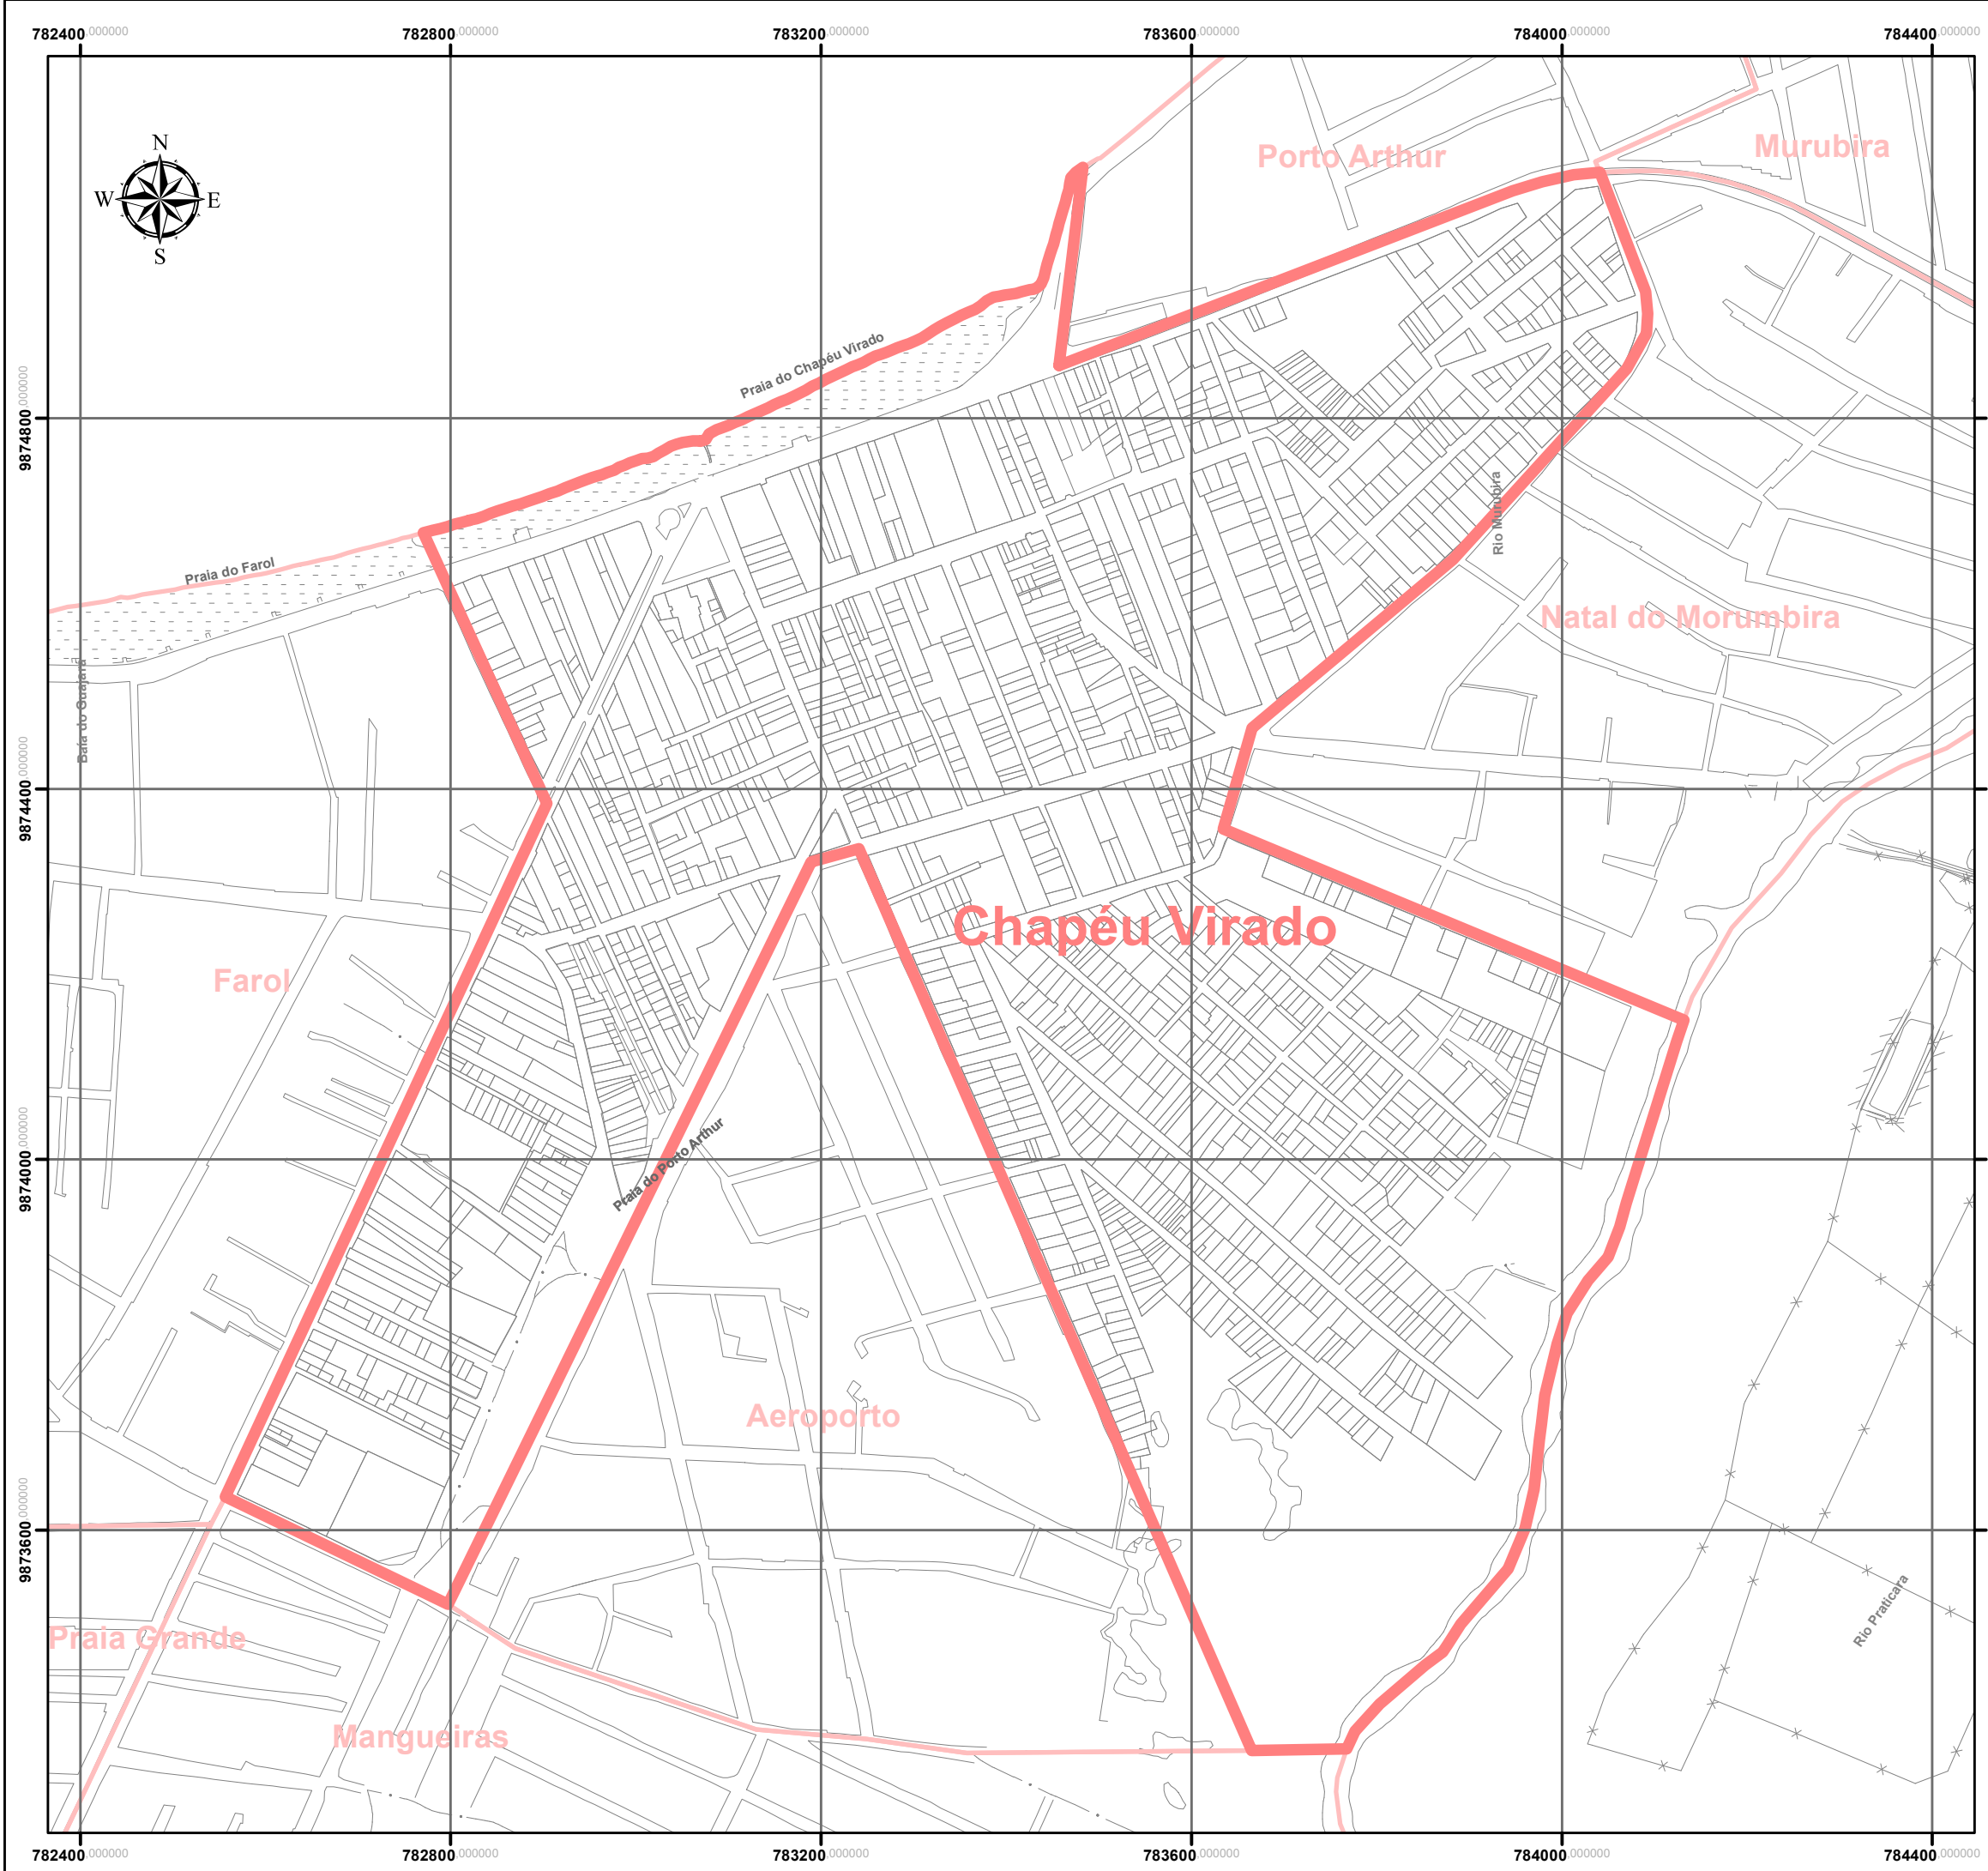 782400.000000 782800.000000 783200.000000 783600.000000 784000.000000 784400.000000
N
W E
S
Porto Arthur
Murubira
Praia do Chapéu Virado
9874800.000000
Rio Murubira
Praia do Farol
Natal do Morumbira
Baía do Guajará
9874400.000000
Chapéu Virado
Farol
9874000.000000
Praia do Porto Arthur
Aeroporto
9873600.000000
Rio Praticara
Praia Grande
Mangueiras
782400.000000 782800.000000 783200.000000 783600.000000 784000.000000 784400.000000